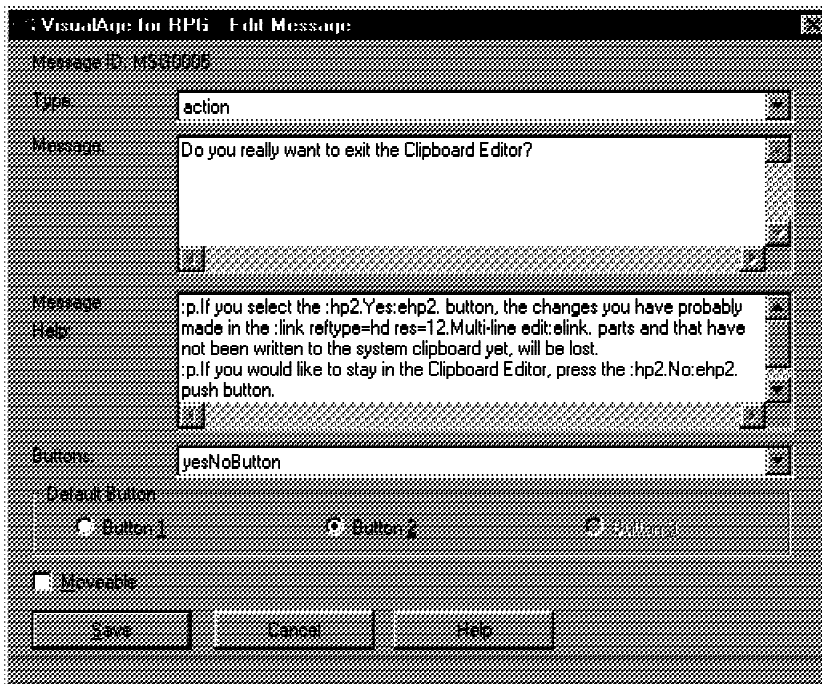 VisualAge for RPG - Edit Message
Message ID: MSG0006
Type:
action
Message:
Do you really want to exit the Clipboard Editor?
Message
Help:
:p.If you select the :hp2.Yes:ehp2. button, the changes you have probably
made in the :link reftype=hd res=12.Multi-line edit:elink. parts and that have
not been written to the system clipboard yet, will be lost.
:p.If you would like to stay in the Clipboard Editor, press the :hp2.No:ehp2.
push button.
Buttons:
yesNoButton
Default Button
Button 1
Button 2
Moveable
Save
Cancel
Help